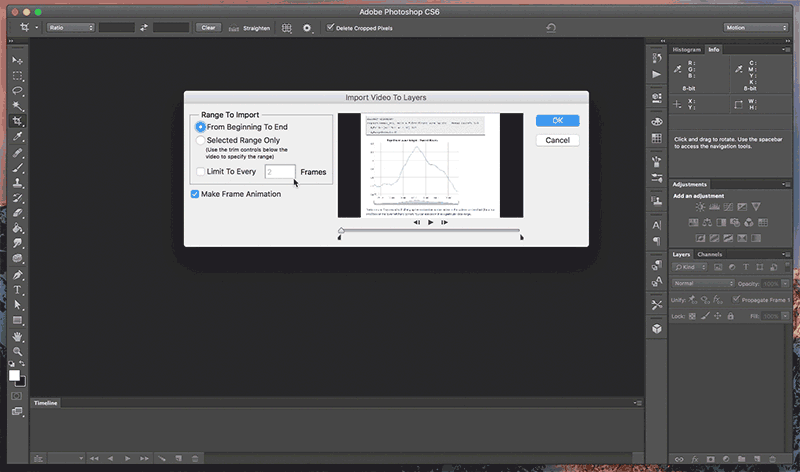 Adobe Photoshop CS6
Ratio
Clear
Straighten
Delete Cropped Pixels
Motion
Histogram Info
R : C :
G : M :
B : Y :
K :
8-bit 8-bit
X : W :
Y : H :
Click and drag to rotate. Use the spacebar
to access the navigation tools.
Import Video To Layers
Range To Import
From Beginning To End
Selected Range Only
(Use the trim controls below the
video to specify the range)
Limit To Every 2 Frames
Make Frame Animation
OK
Cancel
Adjustments
Add an adjustment
Layers Channels
Kind
Normal Opacity: 100%
Unify: Propagate Frame 1
Lock: Fill: 100%
Timeline